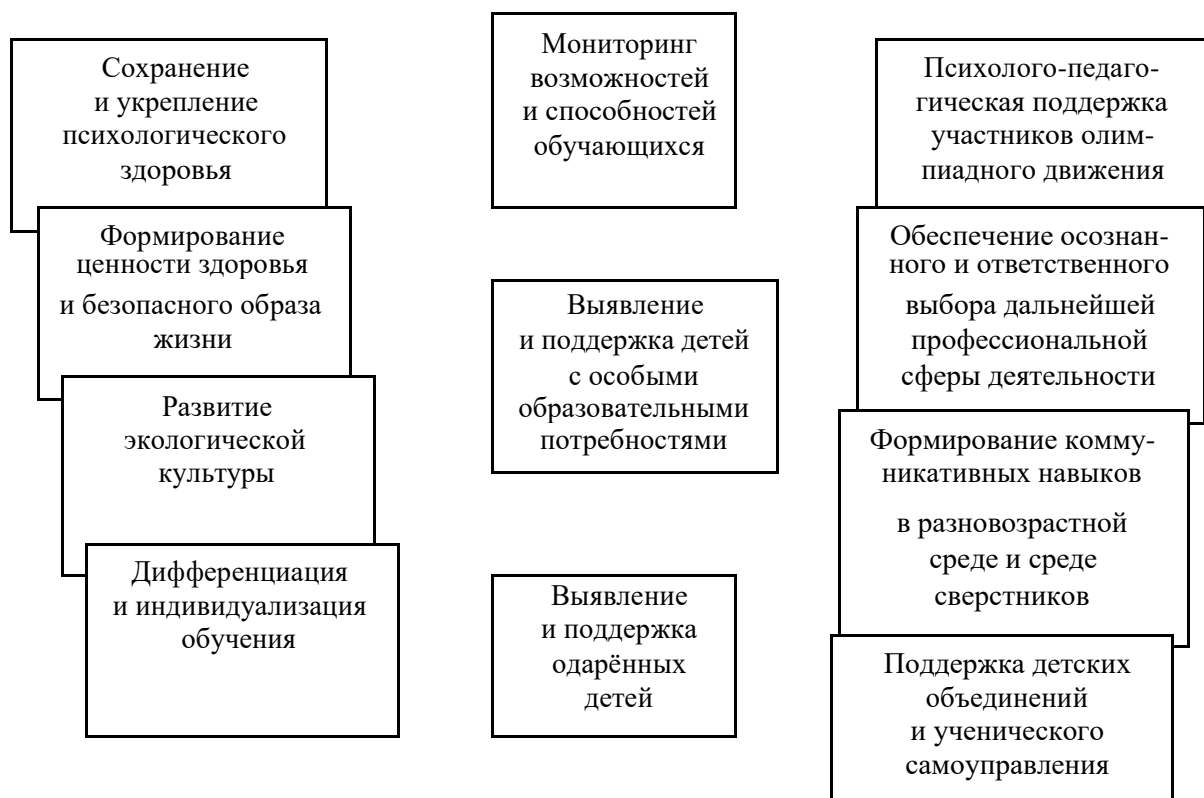 Сохранение
и укрепление
психологического
здоровья
Формирование
ценности здоровья
и безопасного образа
жизни
Развитие
экологической
культуры
Дифференциация
и индивидуализация
обучения
Мониторинг
возможностей
и способностей
обучающихся
Выявление
и поддержка детей
с особыми
образовательными
потребностями
Выявление
и поддержка
одарённых
детей
Психолого-педаго-
гическая поддержка
участников олим-
пиадного движения
Обеспечение осознан-
ного и ответственного
выбора дальнейшей
профессиональной
сферы деятельности
Формирование комму-
никативных навыков
в разновозрастной
среде и среде
сверстников
Поддержка детских
объединений
и ученического
самоуправления